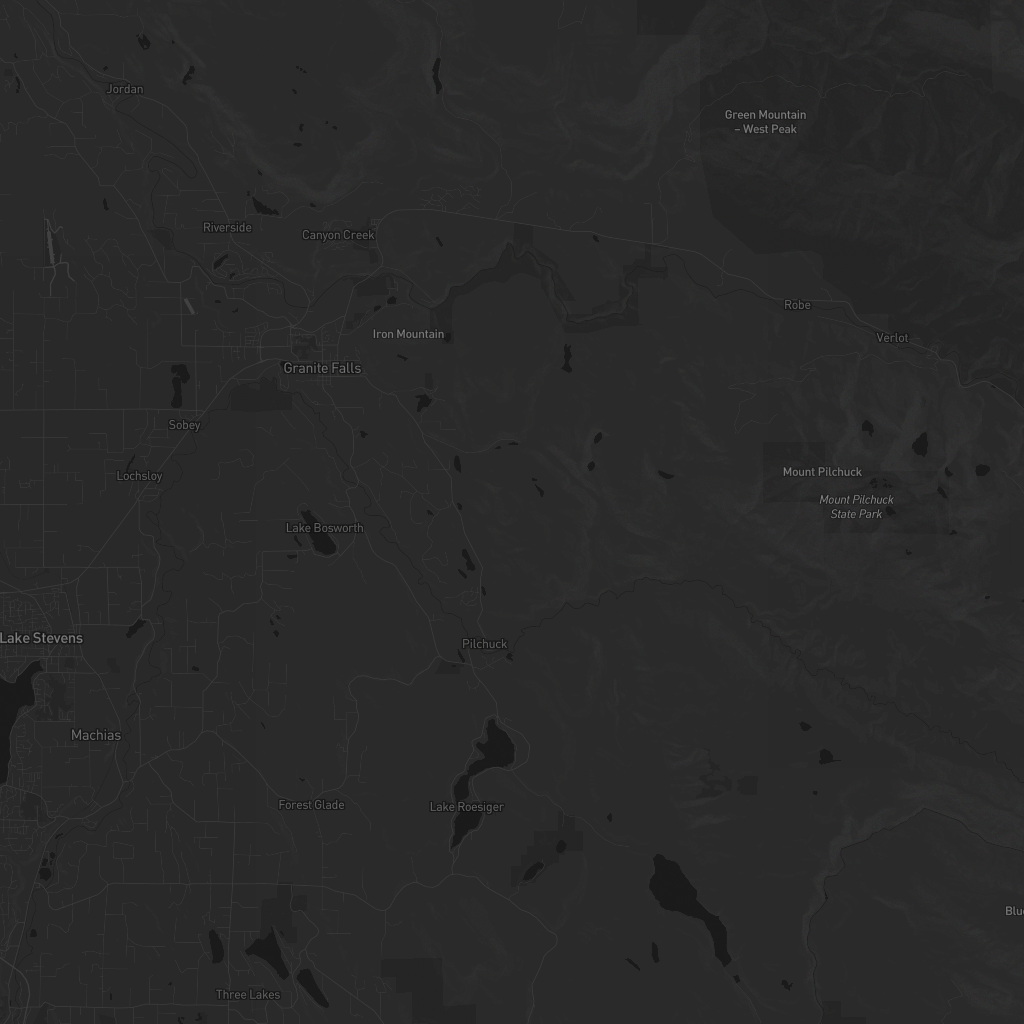 Jordan
Green Mountain
– West Peak
Riverside
Canyon Creek
Robe
Iron Mountain
Verlot
Granite Falls
Sobey
Mount Pilchuck
Lochsloy
Mount Pilchuck
State Park
Lake Bosworth
Lake Stevens
Pilchuck
Machias
Forest Glade
Lake Roesiger
Blu
Three Lakes